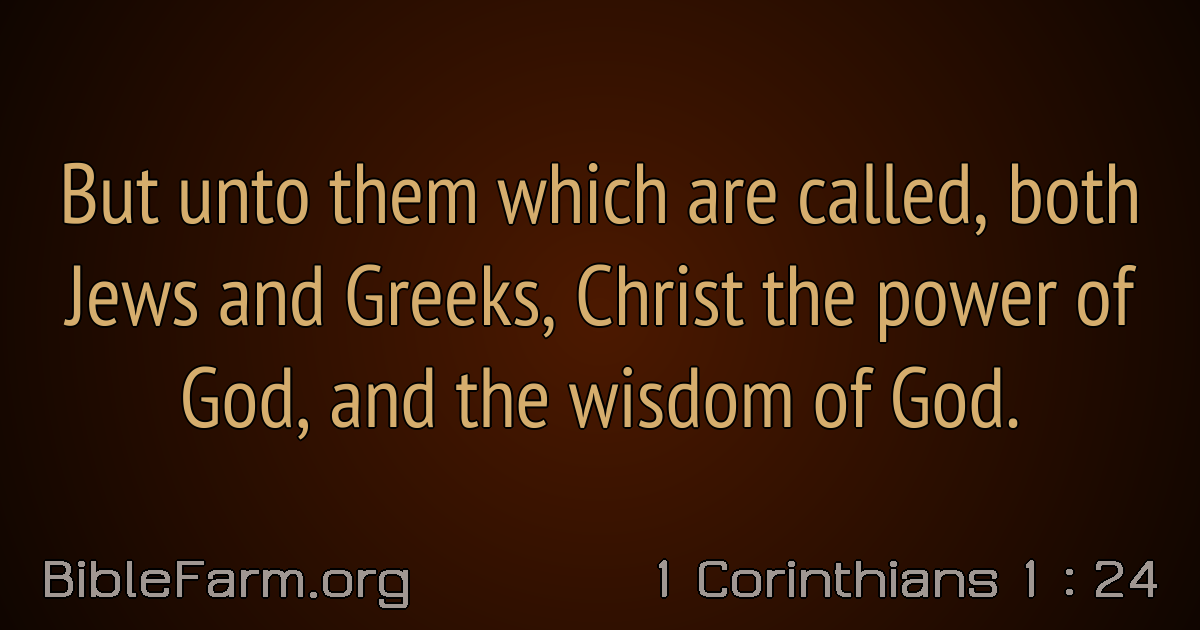 But unto them which are called, both
Jews and Greeks, Christ the power of
God, and the wisdom of God.
BibleFarm.org
1 Corinthians 1 : 24